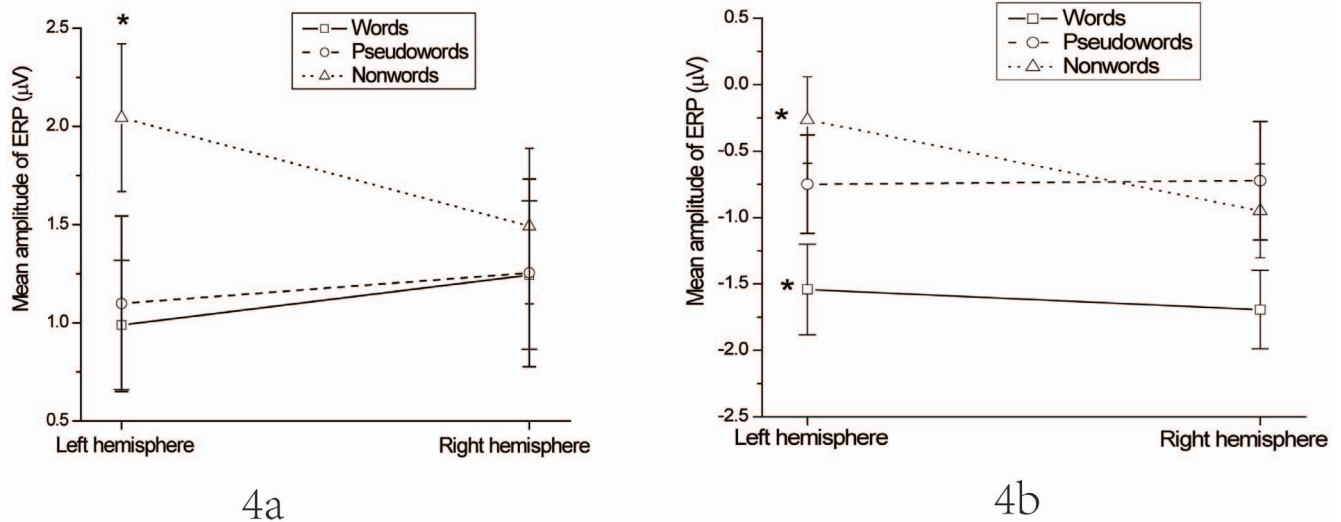 *
2.5
2.0
1.5
1.0
0.5
Mean amplitude of ERP (μV)
Words
Pseudowords
Nonwords
Left hemisphere
Right hemisphere
4a
0.5
0.0
-0.5
-1.0
-1.5
-2.0
-2.5
Mean amplitude of ERP (μV)
Words
Pseudowords
Nonwords
*
*
Left hemisphere
Right hemisphere
4b